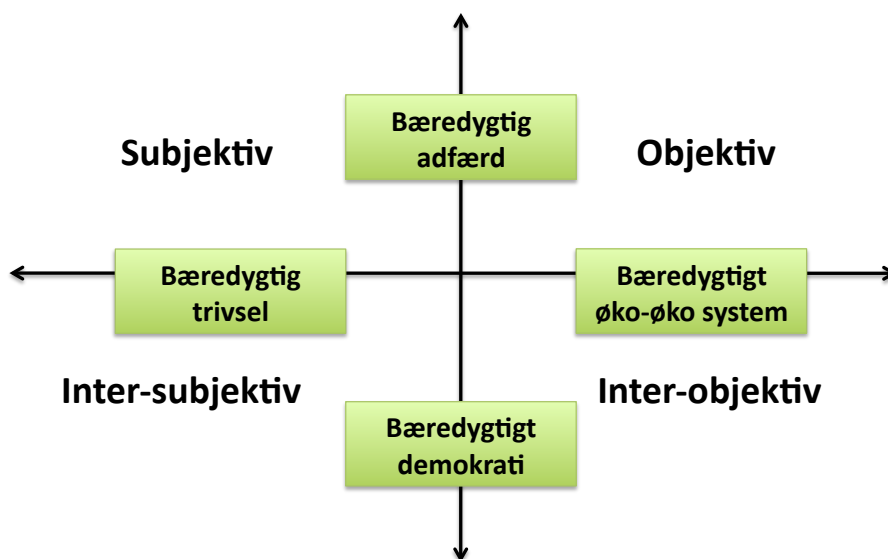 Bæredygtig
adfærd
Subjektiv
Objektiv
Bæredygtig
trivsel
Bæredygtigt
øko-øko system
Inter-subjektiv
Inter-objektiv
Bæredygtigt
demokrati